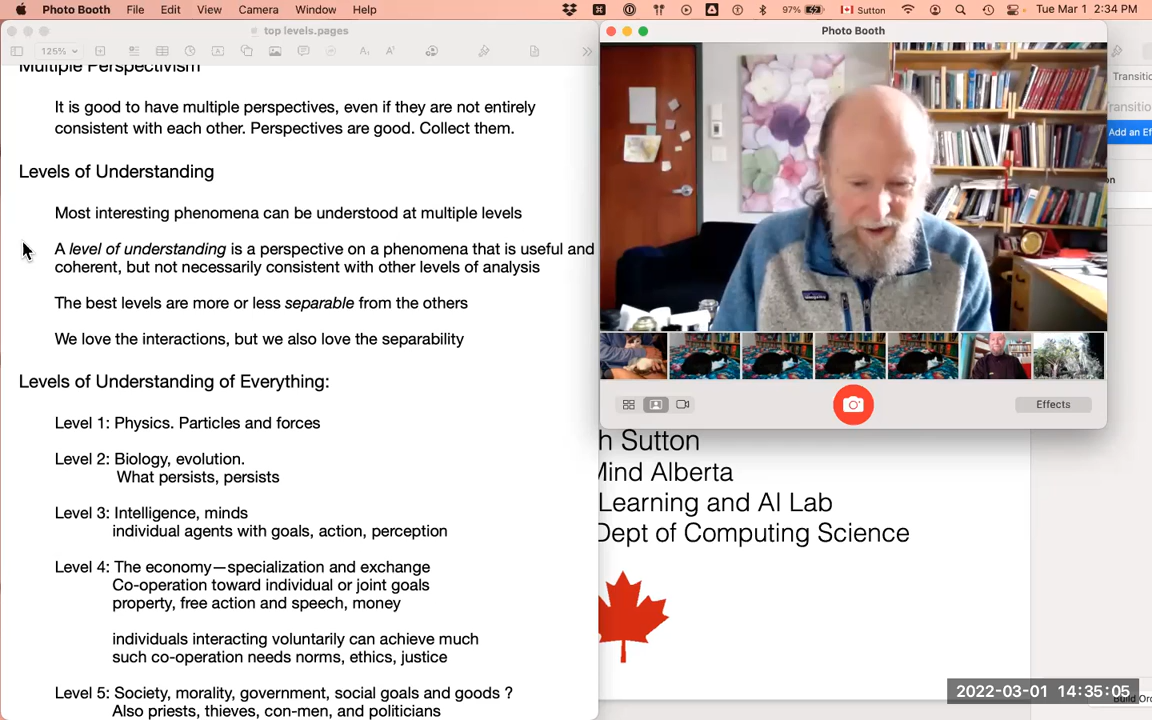 Photo Booth File Edit View Camera Window Help
97% Sutton Tue Mar 1 2:34 PM
top levels.pages
125%
Photo Booth
Multiple Perspectivism
It is good to have multiple perspectives, even if they are not entirely
consistent with each other. Perspectives are good. Collect them.
Levels of Understanding
Most interesting phenomena can be understood at multiple levels
A level of understanding is a perspective on a phenomena that is useful and
coherent, but not necessarily consistent with other levels of analysis
The best levels are more or less separable from the others
We love the interactions, but we also love the separability
Levels of Understanding of Everything:
Level 1: Physics. Particles and forces
Level 2: Biology, evolution.
What persists, persists
Level 3: Intelligence, minds
individual agents with goals, action, perception
Level 4: The economy—specialization and exchange
Co-operation toward individual or joint goals
property, free action and speech, money
individuals interacting voluntarily can achieve much
such co-operation needs norms, ethics, justice
Level 5: Society, morality, government, social goals and goods ?
Also priests, thieves, con-men, and politicians
Effects
h Sutton
Mind Alberta
Learning and AI Lab
Dept of Computing Science
Transitio
ransitio
Add an Ef
on
2022-03-01 14:35:05
Build Ord